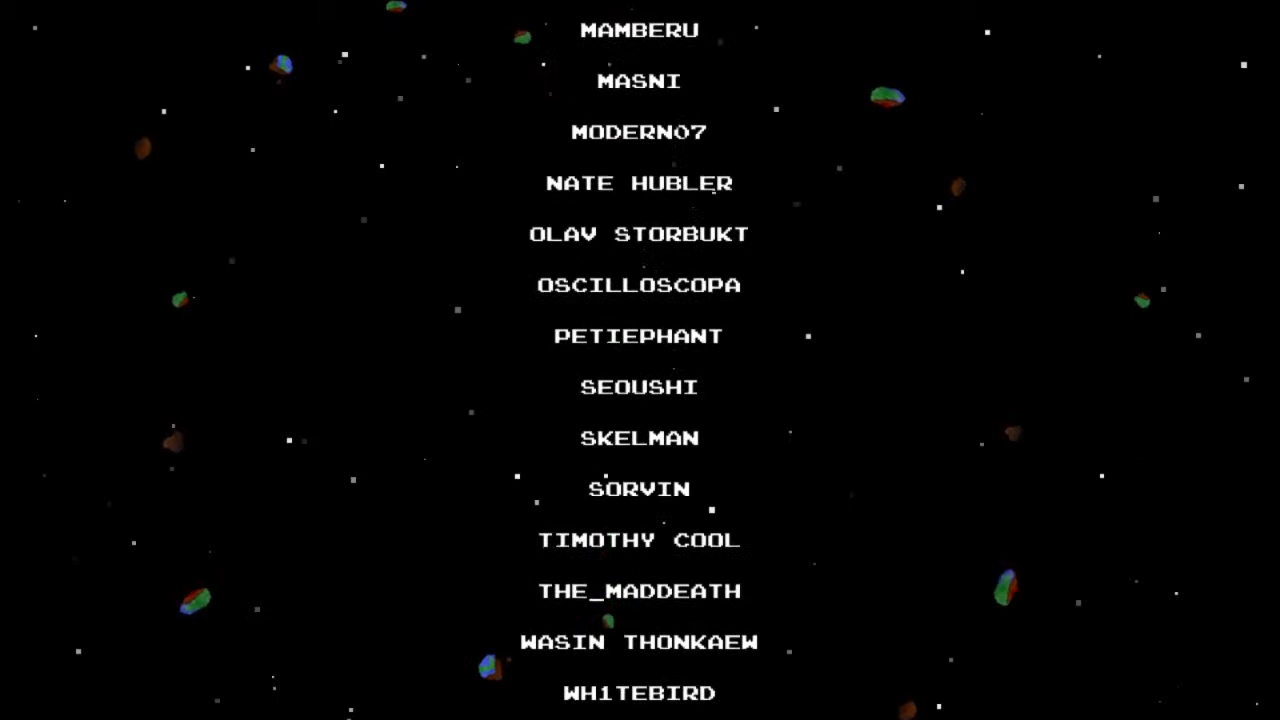 MAMBERU
MASNI
MODERN07
NATE HUBLER
OLAV STORBUKT
OSCILLOSCOPA
PETIEPHANT
SEOUSHI
SKELMAN
SORVIN
TIMOTHY COOL
THE_MADDEATH
WASIN THONKAEW
WH1TEBIRD